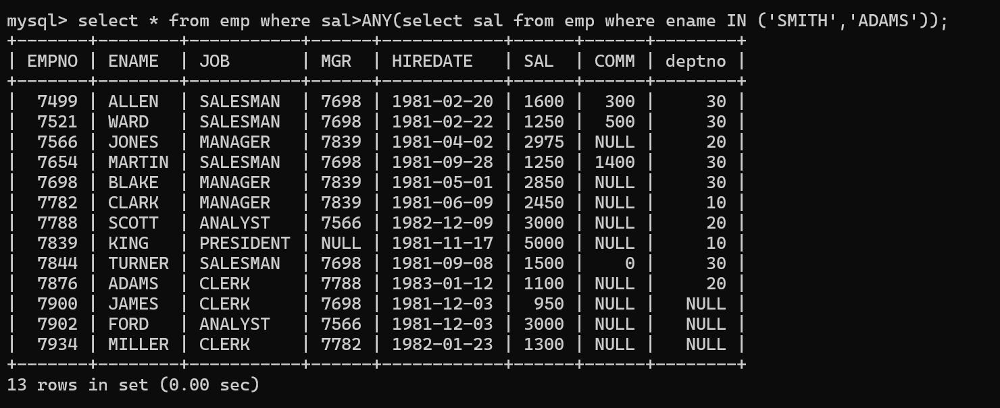 mysql> select * from emp where sal>ANY(select sal from emp where ename IN ('SMITH','ADAMS'));
+-------+--------+-----------+------+------------+------+------+--------+
| EMPNO | ENAME  | JOB       | MGR  | HIREDATE   | SAL  | COMM | deptno |
+-------+--------+-----------+------+------------+------+------+--------+
|  7499 | ALLEN  | SALESMAN  | 7698 | 1981-02-20 | 1600 |  300 |     30 |
|  7521 | WARD   | SALESMAN  | 7698 | 1981-02-22 | 1250 |  500 |     30 |
|  7566 | JONES  | MANAGER   | 7839 | 1981-04-02 | 2975 | NULL |     20 |
|  7654 | MARTIN | SALESMAN  | 7698 | 1981-09-28 | 1250 | 1400 |     30 |
|  7698 | BLAKE  | MANAGER   | 7839 | 1981-05-01 | 2850 | NULL |     30 |
|  7782 | CLARK  | MANAGER   | 7839 | 1981-06-09 | 2450 | NULL |     10 |
|  7788 | SCOTT  | ANALYST   | 7566 | 1982-12-09 | 3000 | NULL |     20 |
|  7839 | KING   | PRESIDENT | NULL | 1981-11-17 | 5000 | NULL |     10 |
|  7844 | TURNER | SALESMAN  | 7698 | 1981-09-08 | 1500 |    0 |     30 |
|  7876 | ADAMS  | CLERK     | 7788 | 1983-01-12 | 1100 | NULL |     20 |
|  7900 | JAMES  | CLERK     | 7698 | 1981-12-03 |  950 | NULL |   NULL |
|  7902 | FORD   | ANALYST   | 7566 | 1981-12-03 | 3000 | NULL |   NULL |
|  7934 | MILLER | CLERK     | 7782 | 1982-01-23 | 1300 | NULL |   NULL |
+-------+--------+-----------+------+------------+------+------+--------+
13 rows in set (0.00 sec)